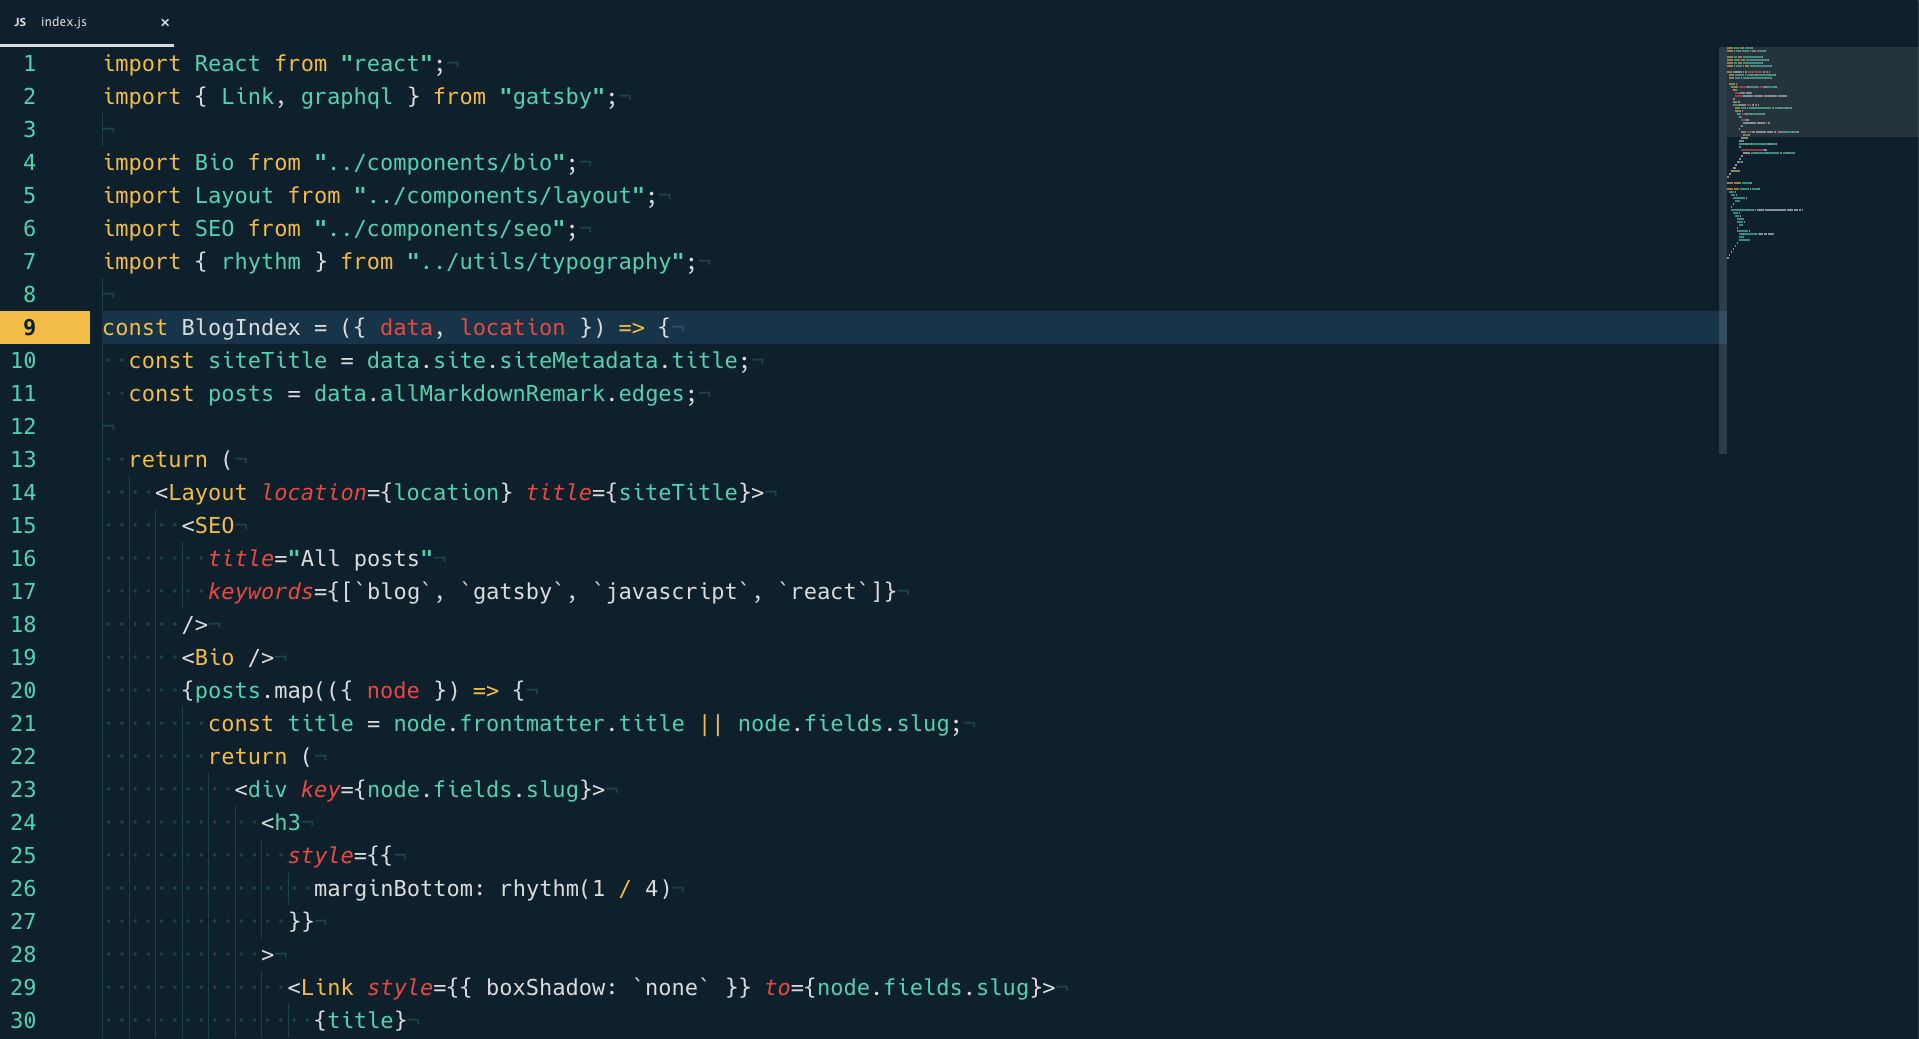 JS index.js ×
1 import React from "react";
2 import { Link, graphql } from "gatsby";
3
4 import Bio from "../components/bio";
5 import Layout from "../components/layout";
6 import SEO from "../components/seo";
7 import { rhythm } from "../utils/typography";
8
9 const BlogIndex = ({ data, location }) => {
10   const siteTitle = data.site.siteMetadata.title;
11   const posts = data.allMarkdownRemark.edges;
12
13   return (
14     <Layout location={location} title={siteTitle}>
15       <SEO
16         title="All posts"
17         keywords={[`blog`, `gatsby`, `javascript`, `react`]}
18       />
19       <Bio />
20       {posts.map(({ node }) => {
21         const title = node.frontmatter.title || node.fields.slug;
22         return (
23           <div key={node.fields.slug}>
24             <h3
25               style={{
26                 marginBottom: rhythm(1 / 4)
27               }}
28             >
29               <Link style={{ boxShadow: `none` }} to={node.fields.slug}>
30                 {title}